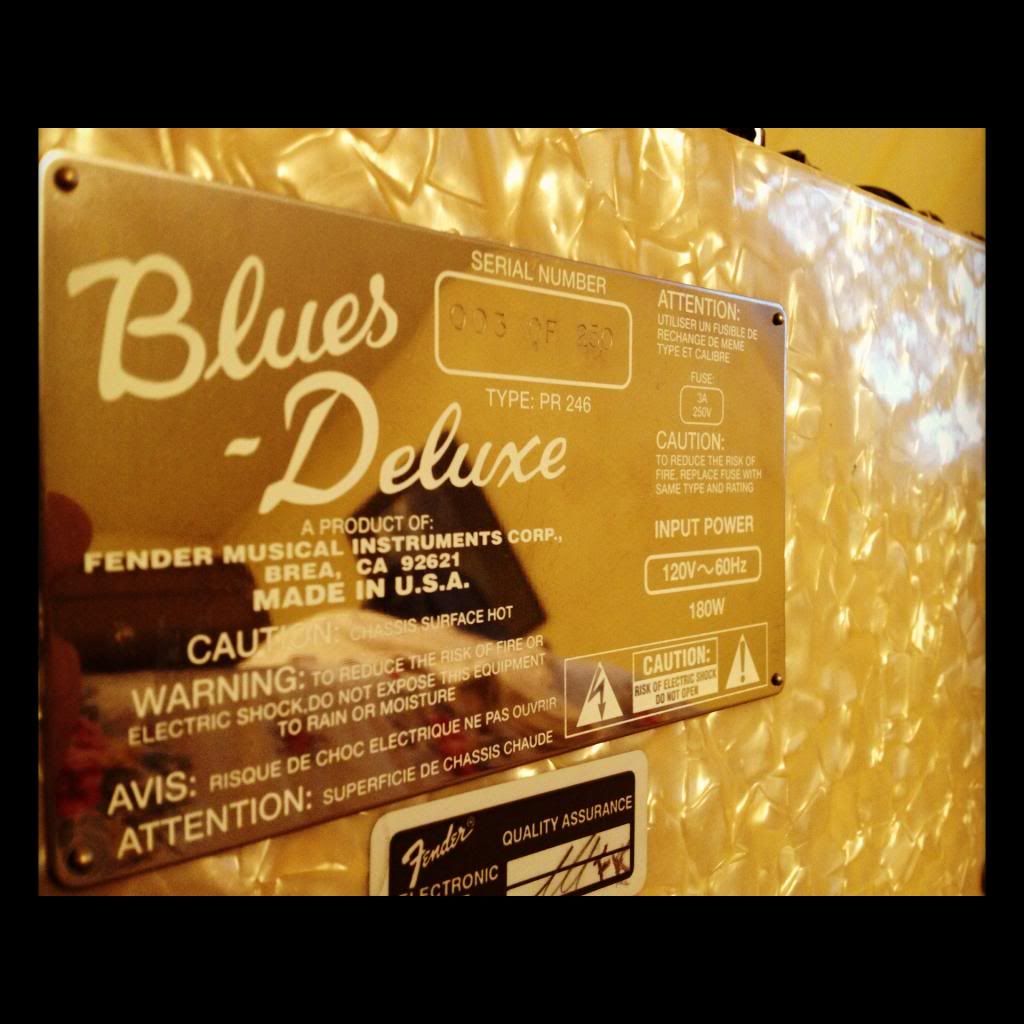 Blues
-Deluxe
SERIAL NUMBER
003 OF 250
TYPE: PR 246
A PRODUCT OF:
FENDER MUSICAL INSTRUMENTS CORP.,
BREA, CA 92621
MADE IN U.S.A.
CAUTION: CHASSIS SURFACE HOT
WARNING: TO REDUCE THE RISK OF FIRE OR
ELECTRIC SHOCK,DO NOT EXPOSE THIS EQUIPMENT
TO RAIN OR MOISTURE
AVIS: RISQUE DE CHOC ELECTRIQUE NE PAS OUVRIR
ATTENTION: SUPERFICIE DE CHASSIS CHAUDE
ATTENTION:
UTILISER UN FUSIBLE DE
RECHANGE DE MEME
TYPE ET CALIBRE
FUSE:
3A
250V
CAUTION:
TO REDUCE THE RISK OF
FIRE, REPLACE FUSE WITH
SAME TYPE AND RATING
INPUT POWER
120V~60Hz
180W
CAUTION:
RISK OF ELECTRIC SHOCK
DO NOT OPEN
Fender®
ELECTRONIC
QUALITY ASSURANCE